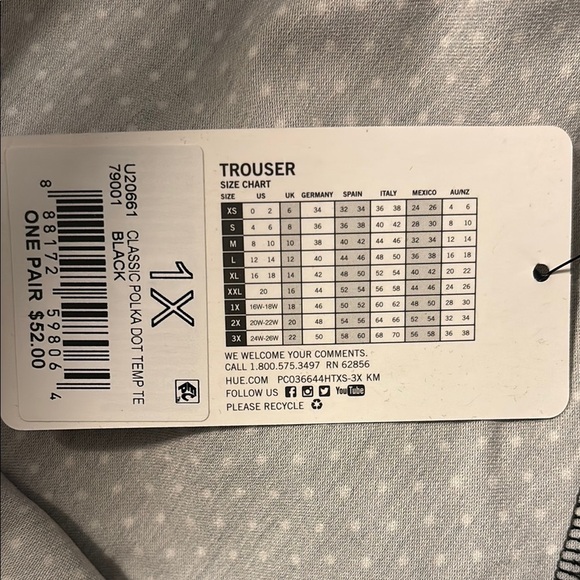 TROUSER
SIZE CHART
SIZE US UK GERMANY SPAIN ITALY MEXICO AU/NZ
XS 0 2 6 34 32 34 36 38 24 26 4 6
S 4 6 8 36 36 38 40 42 28 30 8 10
M 8 10 10 38 40 42 44 46 32 34 12 14
L 12 14 12 40 44 46 48 50 36 38 16 18
XL 16 18 14 42 48 50 52 54 40 42 20 22
XXL 20 16 44 52 54 56 58 44 46 24 26
1X 16W-18W 18 46 50 52 60 62 48 50 28 30
2X 20W-22W 20 48 54 56 64 66 52 54 32 34
3X 24W-26W 22 50 58 60 68 70 56 58 36 38
WE WELCOME YOUR COMMENTS.
CALL 1.800.575.3497 RN 62856
HUE.COM PC036644HTXS-3X KM
FOLLOW US YouTube
PLEASE RECYCLE
1X
U20661 CLASSIC POLKA DOT TEMP TE
79001 BLACK
8 88172 59806 4
ONE PAIR $52.00